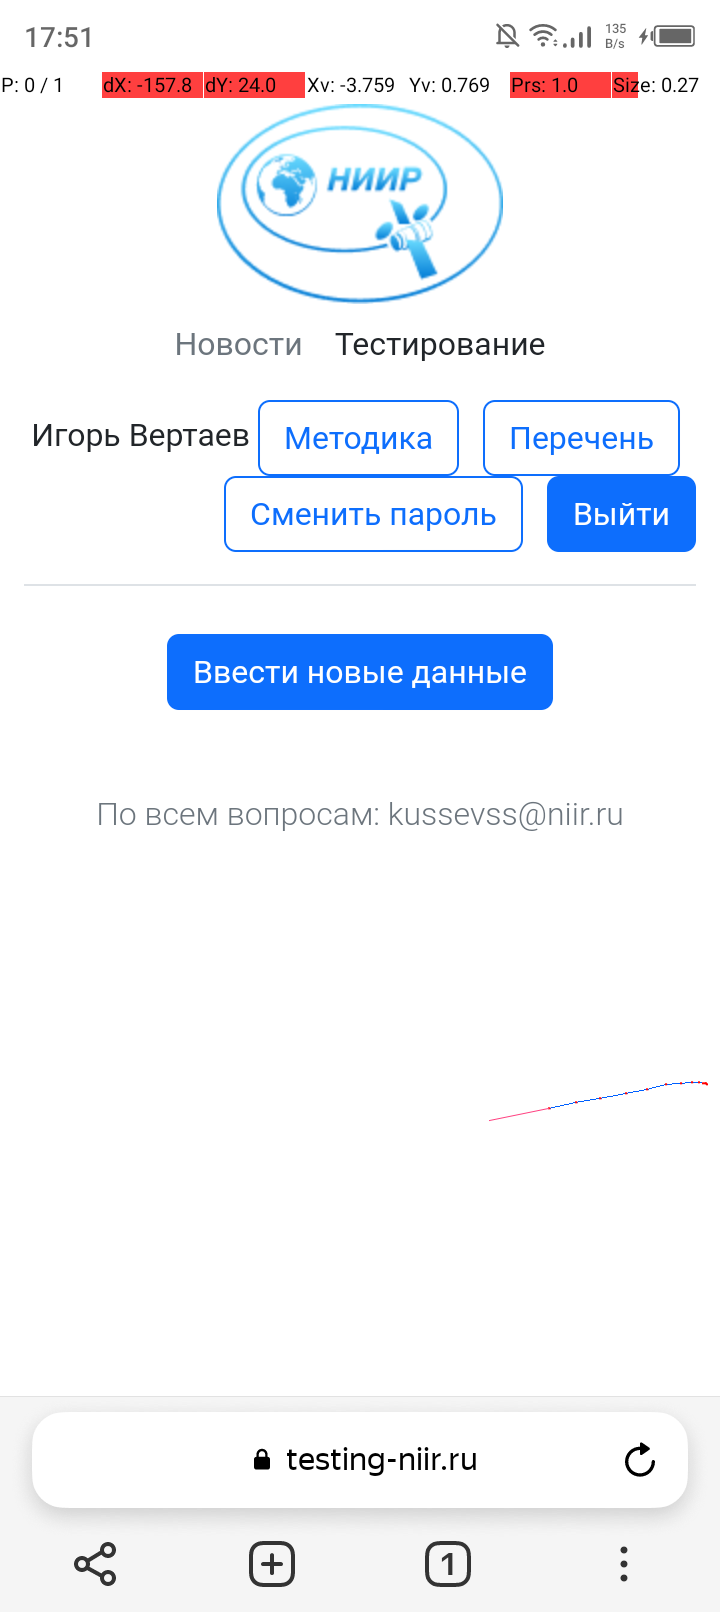 17:51 135 B/s
P: 0 / 1 dX: -157.8 dY: 24.0 Xv: -3.759 Yv: 0.769 Prs: 1.0 Size: 0.27
НИИР
Новости Тестирование
Игорь Вертаев Методика Перечень
Сменить пароль Выйти
Ввести новые данные
По всем вопросам: kussevss@niir.ru
testing-niir.ru
1